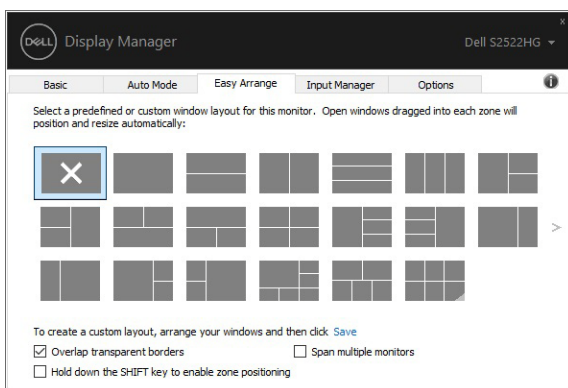 DELL Display Manager
Dell S2522HG
x
Basic
Auto Mode
Easy Arrange
Input Manager
Options
Select a predefined or custom window layout for this monitor. Open windows dragged into each zone will
position and resize automatically:
To create a custom layout, arrange your windows and then click Save
Overlap transparent borders
Span multiple monitors
Hold down the SHIFT key to enable zone positioning